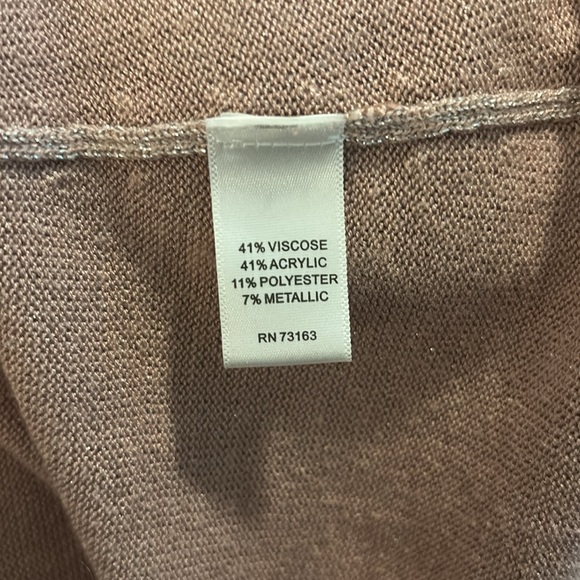 41% VISCOSE
41% ACRYLIC
11% POLYESTER
7% METALLIC
RN 73163